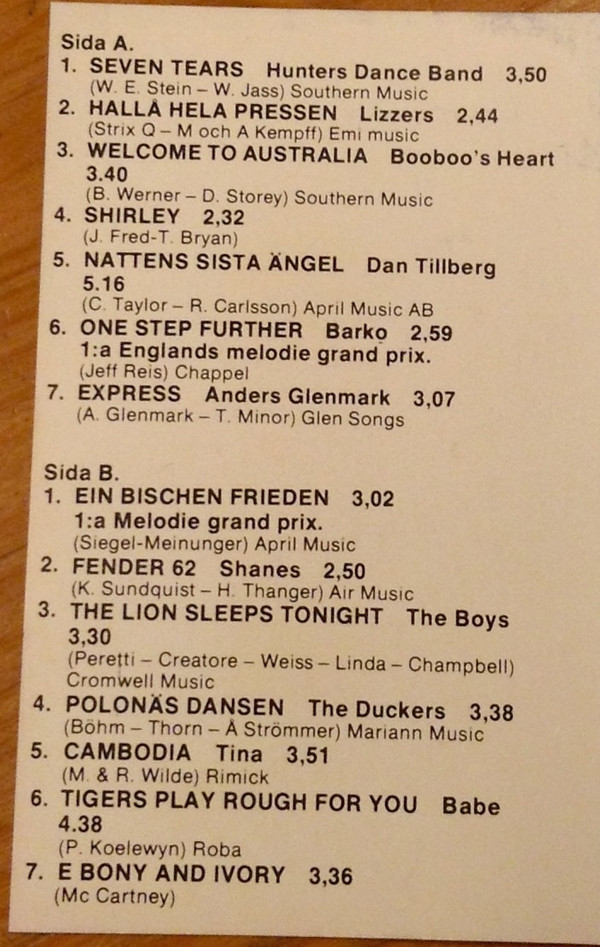 Sida A.
1. SEVEN TEARS Hunters Dance Band 3,50
(W. E. Stein – W. Jass) Southern Music
2. HALLÅ HELA PRESSEN Lizzers 2,44
(Strix Q – M och A Kempff) Emi music
3. WELCOME TO AUSTRALIA Booboo's Heart
3.40
(B. Werner – D. Storey) Southern Music
4. SHIRLEY 2,32
(J. Fred-T. Bryan)
5. NATTENS SISTA ÄNGEL Dan Tillberg
5.16
(C. Taylor – R. Carlsson) April Music AB
6. ONE STEP FURTHER Barko 2,59
1:a Englands melodie grand prix.
(Jeff Reis) Chappel
7. EXPRESS Anders Glenmark 3,07
(A. Glenmark – T. Minor) Glen Songs
Sida B.
1. EIN BISCHEN FRIEDEN 3,02
1:a Melodie grand prix.
(Siegel-Meinunger) April Music
2. FENDER 62 Shanes 2,50
(K. Sundquist – H. Thanger) Air Music
3. THE LION SLEEPS TONIGHT The Boys
3,30
(Peretti – Creatore – Weiss – Linda – Champbell)
Cromwell Music
4. POLONÄS DANSEN The Duckers 3,38
(Böhm – Thorn – Å Strömmer) Mariann Music
5. CAMBODIA Tina 3,51
(M. & R. Wilde) Rimick
6. TIGERS PLAY ROUGH FOR YOU Babe
4.38
(P. Koelewyn) Roba
7. E BONY AND IVORY 3,36
(Mc Cartney)